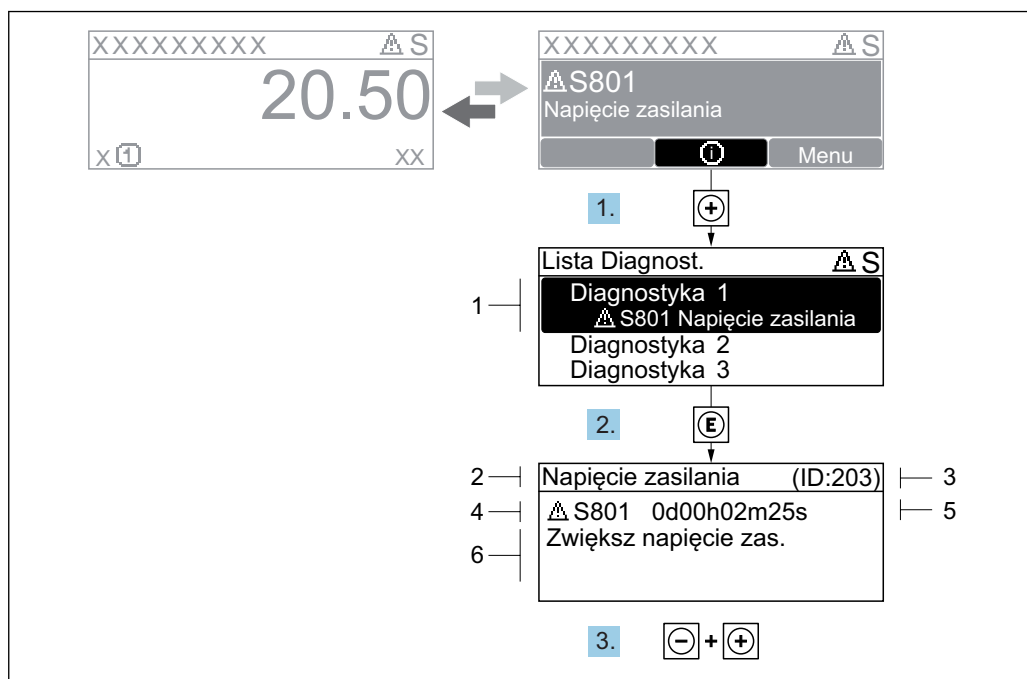 XXXXXXXXX ⚠ S
20.50
X ① XX
XXXXXXXXX ⚠ S
⚠S801
Napięcie zasilania
ⓘ Menu
1. +
Lista Diagnost. ⚠ S
1
Diagnostyka 1
⚠ S801 Napięcie zasilania
Diagnostyka 2
Diagnostyka 3
2. E
2 Napięcie zasilania (ID:203) 3
4 ⚠ S801 0d00h02m25s 5
6 Zwiększ napięcie zas.
3. - + +